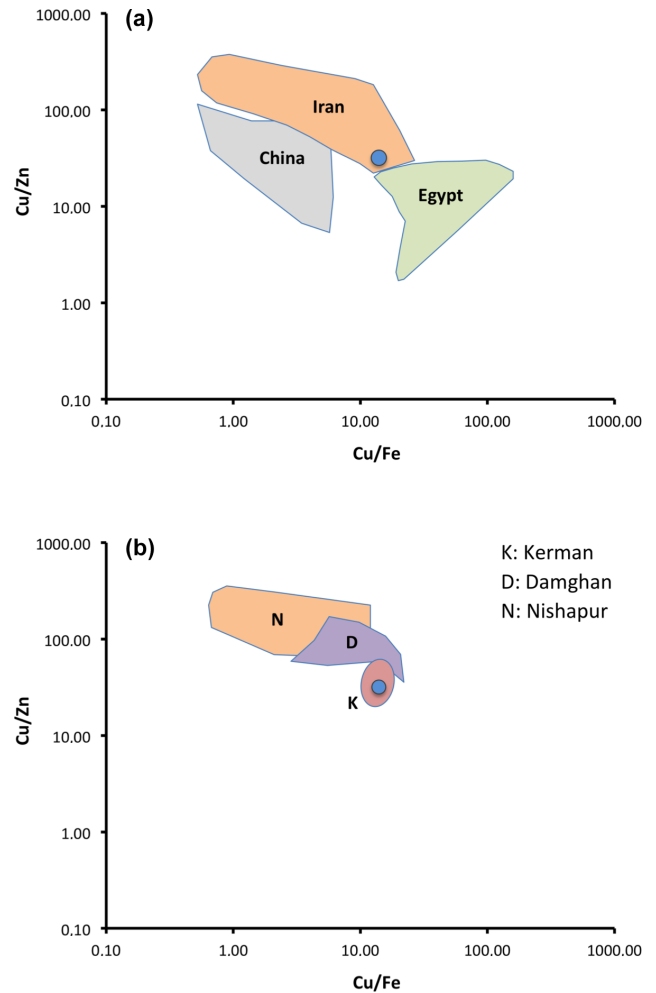 (a)
1000.00
100.00
10.00
1.00
0.10
Cu/Zn
Iran
China
Egypt
0.10 1.00 10.00 100.00 1000.00
Cu/Fe
(b)
1000.00
100.00
10.00
1.00
0.10
Cu/Zn
K: Kerman
D: Damghan
N: Nishapur
N
D
K
0.10 1.00 10.00 100.00 1000.00
Cu/Fe